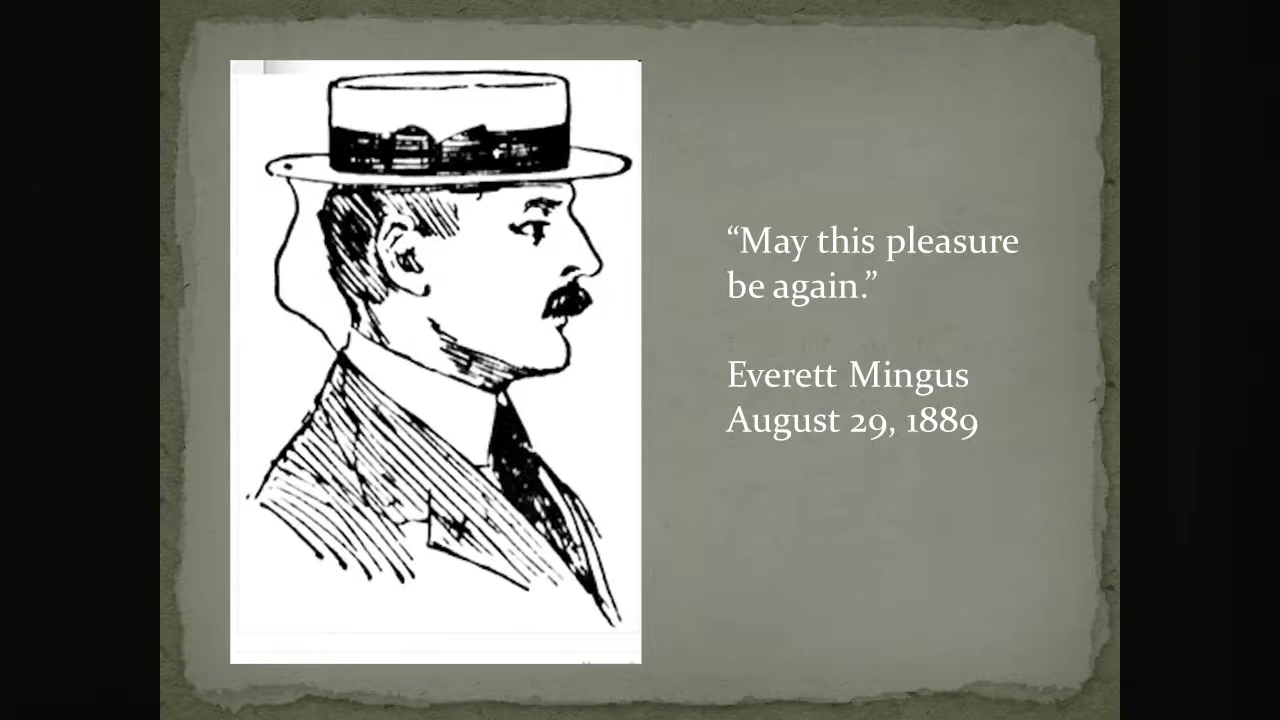 “May this pleasure
be again.”
Everett Mingus
August 29, 1889